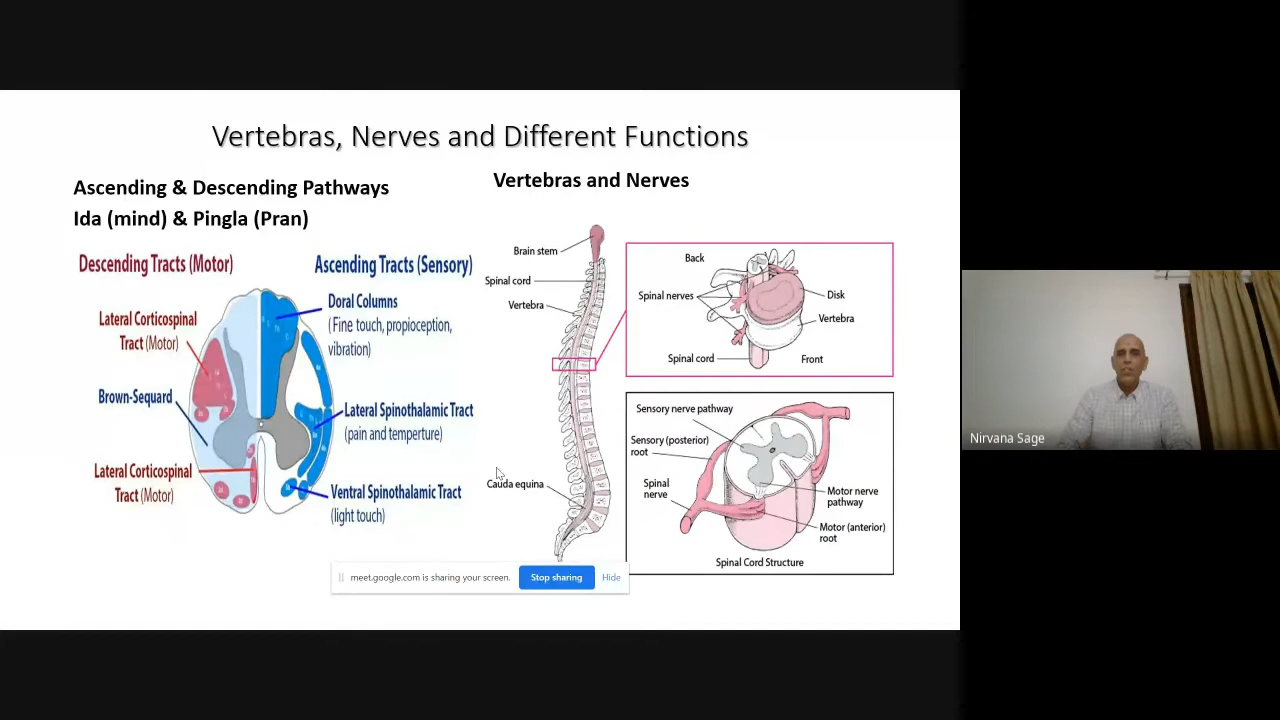 Vertebras, Nerves and Different Functions
Ascending & Descending Pathways
Ida (mind) & Pingla (Pran)
Descending Tracts (Motor)
Ascending Tracts (Sensory)
Lateral Corticospinal
Tract (Motor)
Brown-Sequard
Lateral Corticospinal
Tract (Motor)
Doral Columns
(Fine touch, propioception,
vibration)
Lateral Spinothalamic Tract
(pain and temperture)
Ventral Spinothalamic Tract
(light touch)
Vertebras and Nerves
Brain stem
Spinal cord
Vertebra
Cauda equina
Back
Spinal nerves
Disk
Vertebra
Spinal cord
Front
Sensory nerve pathway
Sensory (posterior)
root
Spinal
nerve
Motor nerve
pathway
Motor (anterior)
root
Spinal Cord Structure
meet.google.com is sharing your screen.
Stop sharing
Hide
Nirvana Sage